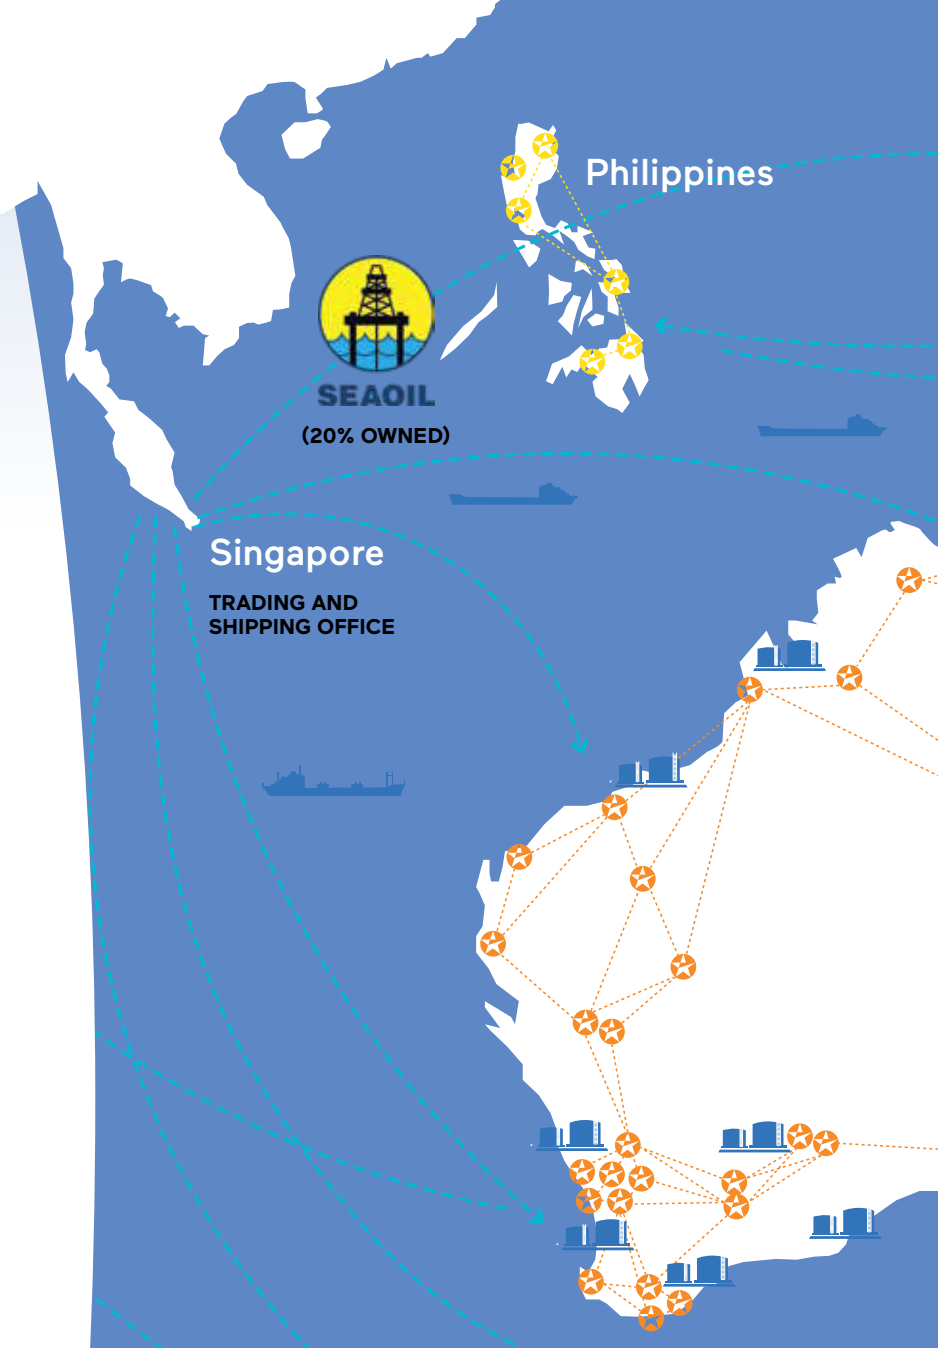 Philippines
SEAOIL
(20% OWNED)
Singapore
TRADING AND
SHIPPING OFFICE